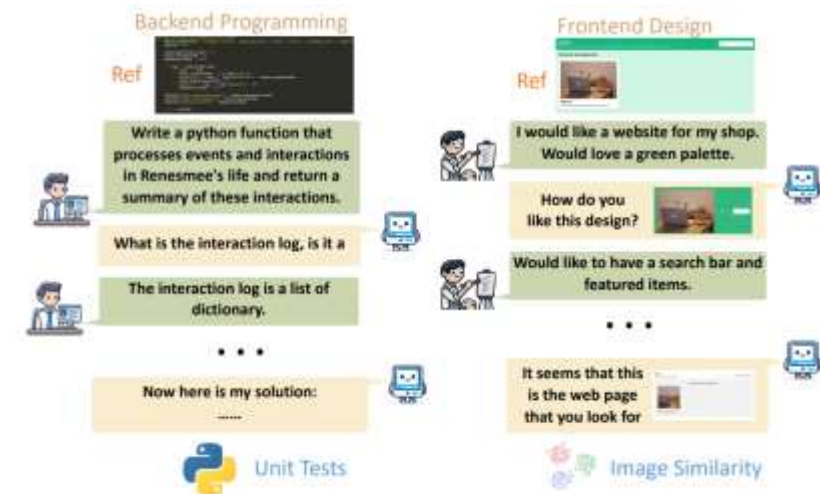 Backend Programming
Ref
Write a python function that
processes events and interactions
in Renesmee's life and return a
summary of these interactions.
What is the interaction log, is it a
The interaction log is a list of
dictionary.
• • •
Now here is my solution:
......
Unit Tests
Frontend Design
Ref
I would like a website for my shop.
Would love a green palette.
How do you
like this design?
Would like to have a search bar and
featured items.
• • •
It seems that this
is the web page
that you look for
Image Similarity